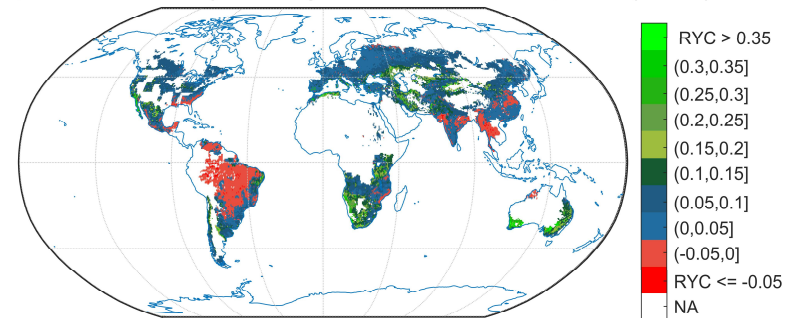 RYC > 0.35
(0.3,0.35]
(0.25,0.3]
(0.2,0.25]
(0.15,0.2]
(0.1,0.15]
(0.05,0.1]
(0,0.05]
(-0.05,0]
RYC <= -0.05
NA